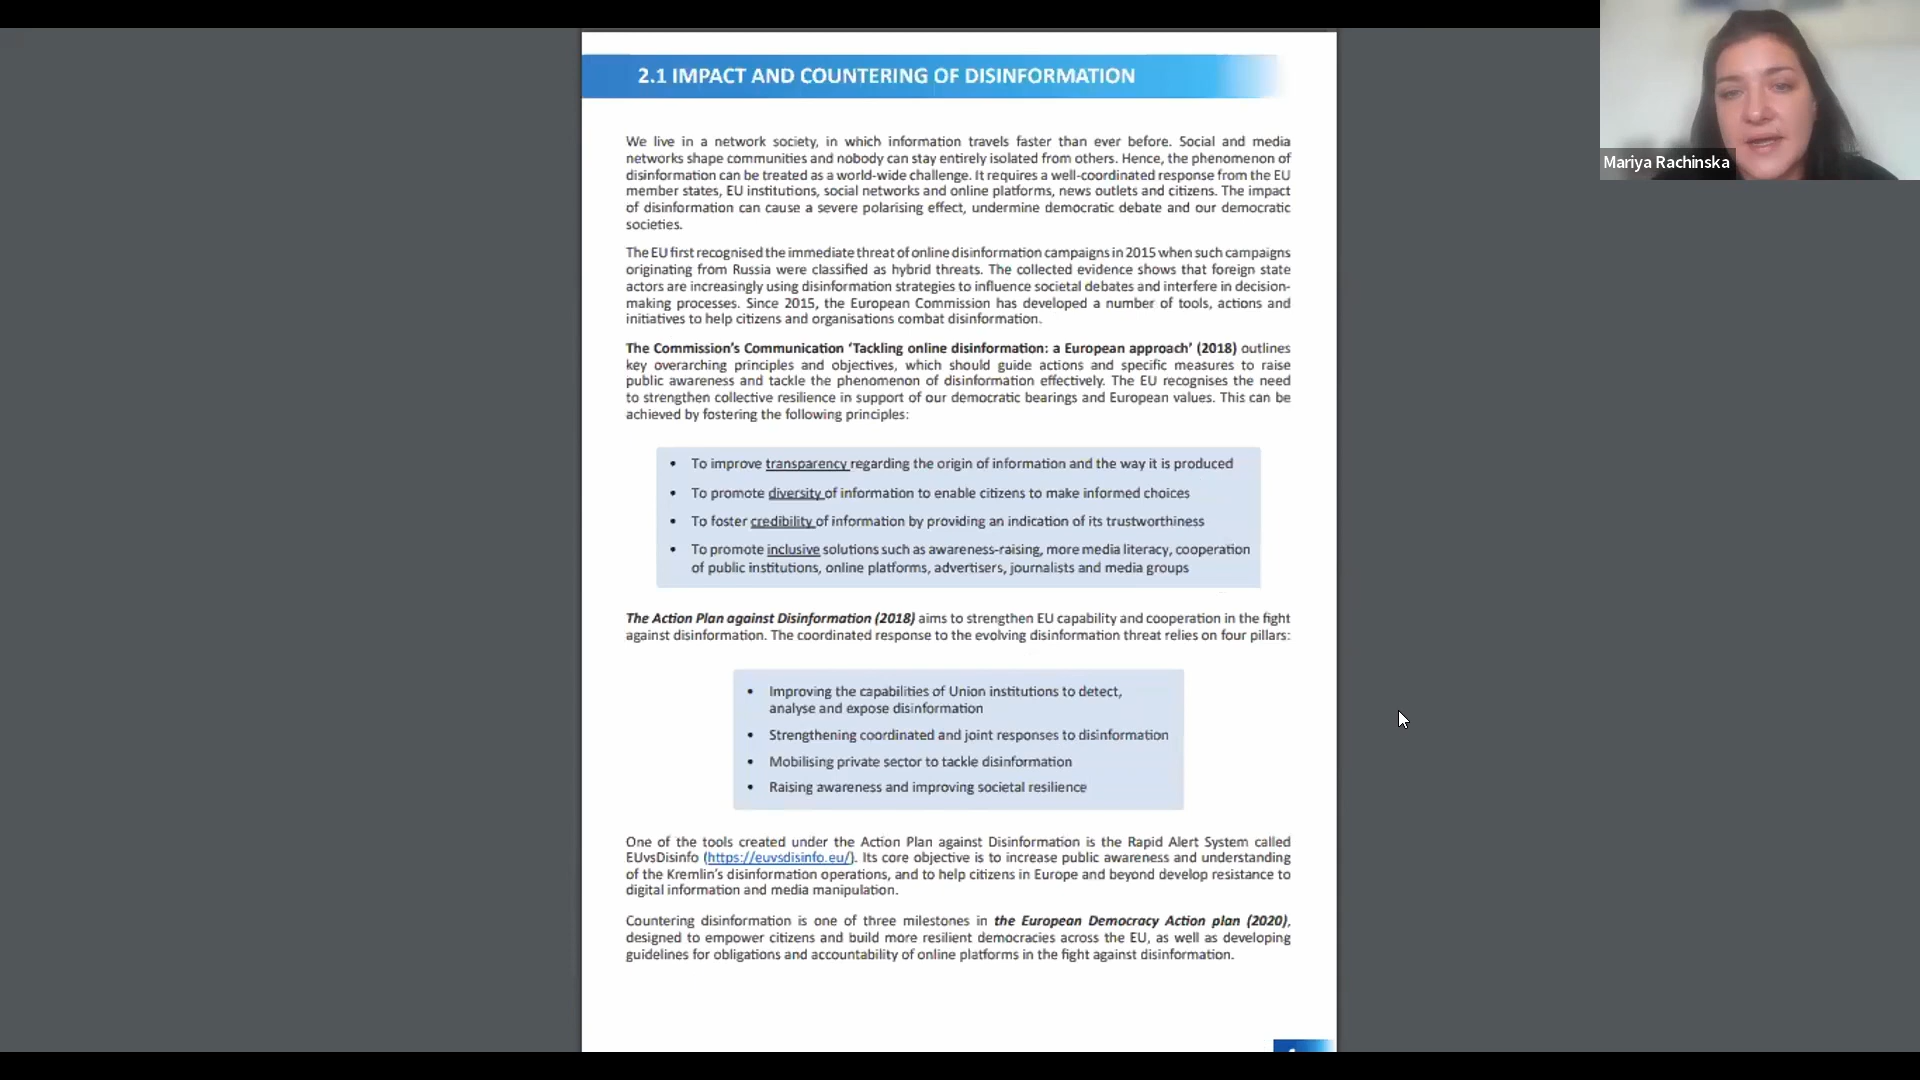 2.1 IMPACT AND COUNTERING OF DISINFORMATION
We live in a network society, in which information travels faster than ever before. Social and media
networks shape communities and nobody can stay entirely isolated from others. Hence, the phenomenon of
disinformation can be treated as a world-wide challenge. It requires a well-coordinated response from the EU
member states, EU institutions, social networks and online platforms, news outlets and citizens. The impact
of disinformation can cause a severe polarising effect, undermine democratic debate and our democratic
societies.
The EU first recognised the immediate threat of online disinformation campaigns in 2015 when such campaigns
originating from Russia were classified as hybrid threats. The collected evidence shows that foreign state
actors are increasingly using disinformation strategies to influence societal debates and interfere in decision-
making processes. Since 2015, the European Commission has developed a number of tools, actions and
initiatives to help citizens and organisations combat disinformation.
The Commission's Communication 'Tackling online disinformation: a European approach' (2018) outlines
key overarching principles and objectives, which should guide actions and specific measures to raise
public awareness and tackle the phenomenon of disinformation effectively. The EU recognises the need
to strengthen collective resilience in support of our democratic bearings and European values. This can be
achieved by fostering the following principles:
• To improve transparency regarding the origin of information and the way it is produced
• To promote diversity of information to enable citizens to make informed choices
• To foster credibility of information by providing an indication of its trustworthiness
• To promote inclusive solutions such as awareness-raising, more media literacy, cooperation
of public institutions, online platforms, advertisers, journalists and media groups
The Action Plan against Disinformation (2018) aims to strengthen EU capability and cooperation in the fight
against disinformation. The coordinated response to the evolving disinformation threat relies on four pillars:
• Improving the capabilities of Union institutions to detect,
analyse and expose disinformation
• Strengthening coordinated and joint responses to disinformation
• Mobilising private sector to tackle disinformation
• Raising awareness and improving societal resilience
One of the tools created under the Action Plan against Disinformation is the Rapid Alert System called
EUvsDisinfo (https://euvsdisinfo.eu/). Its core objective is to increase public awareness and understanding
of the Kremlin's disinformation operations, and to help citizens in Europe and beyond develop resistance to
digital information and media manipulation.
Countering disinformation is one of three milestones in the European Democracy Action plan (2020),
designed to empower citizens and build more resilient democracies across the EU, as well as developing
guidelines for obligations and accountability of online platforms in the fight against disinformation.
Mariya Rachinska